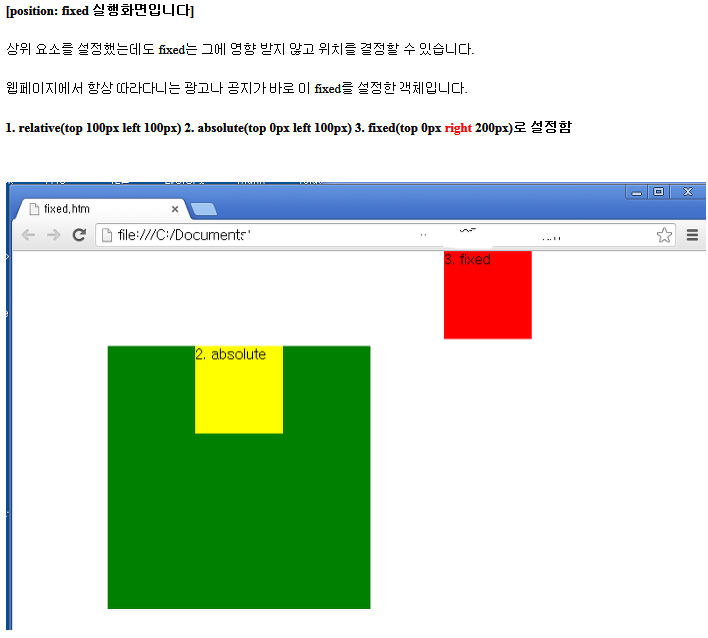 [position: fixed 실행화면입니다]
상위 요소를 설정했는데도 fixed는 그에 영향 받지 않고 위치를 결정할 수 있습니다.
웹페이지에서 항상 따라다니는 광고나 공지가 바로 이 fixed를 설정한 객체입니다.
1. relative(top 100px left 100px) 2. absolute(top 0px left 100px) 3. fixed(top 0px right 200px)로 설정함
fixed.htm
file:///C:/Documents
3. fixed
2. absolute